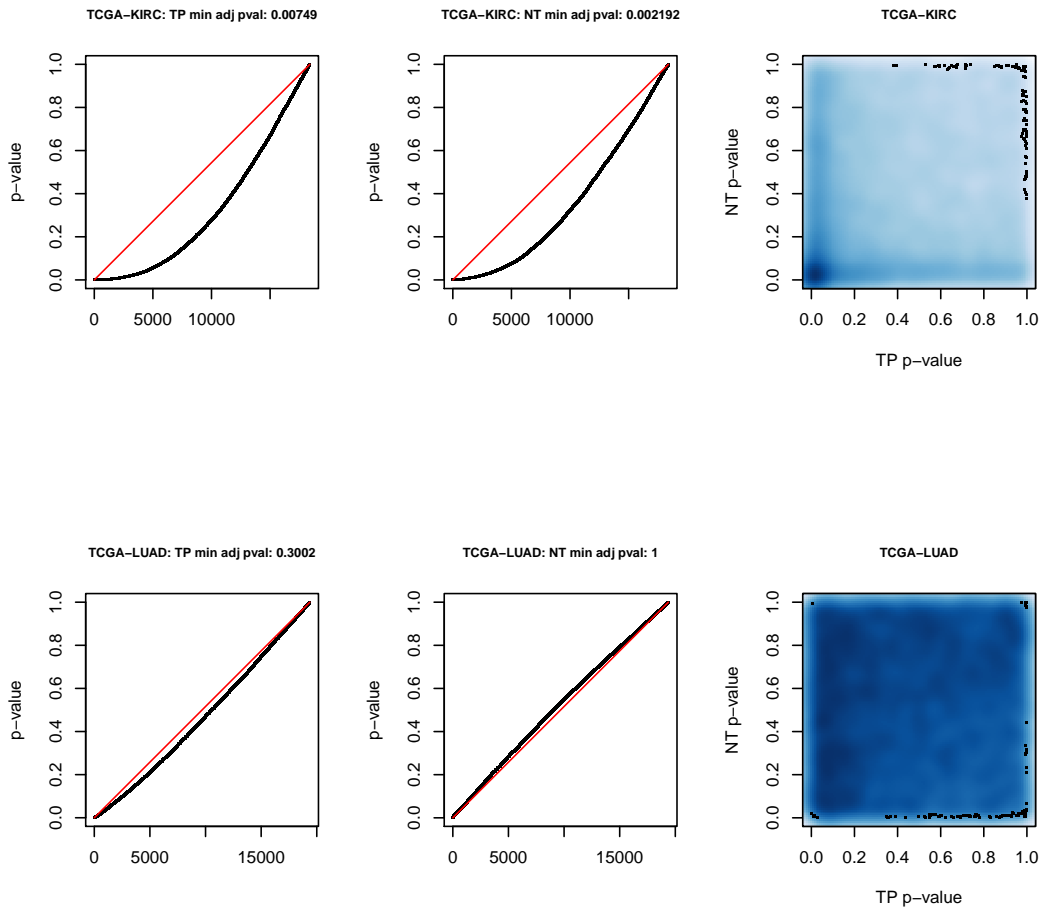 TCGA−KIRC: TP min adj pval: 0.00749
p−value
0.0 0.2 0.4 0.6 0.8 1.0
0 5000 10000
TCGA−KIRC: NT min adj pval: 0.002192
p−value
0.0 0.2 0.4 0.6 0.8 1.0
0 5000 10000
TCGA−KIRC
NT p−value
0.0 0.2 0.4 0.6 0.8 1.0
0.0 0.2 0.4 0.6 0.8 1.0
TP p−value
TCGA−LUAD: TP min adj pval: 0.3002
p−value
0.0 0.2 0.4 0.6 0.8 1.0
0 5000 15000
TCGA−LUAD: NT min adj pval: 1
p−value
0.0 0.2 0.4 0.6 0.8 1.0
0 5000 15000
TCGA−LUAD
NT p−value
0.0 0.2 0.4 0.6 0.8 1.0
0.0 0.2 0.4 0.6 0.8 1.0
TP p−value